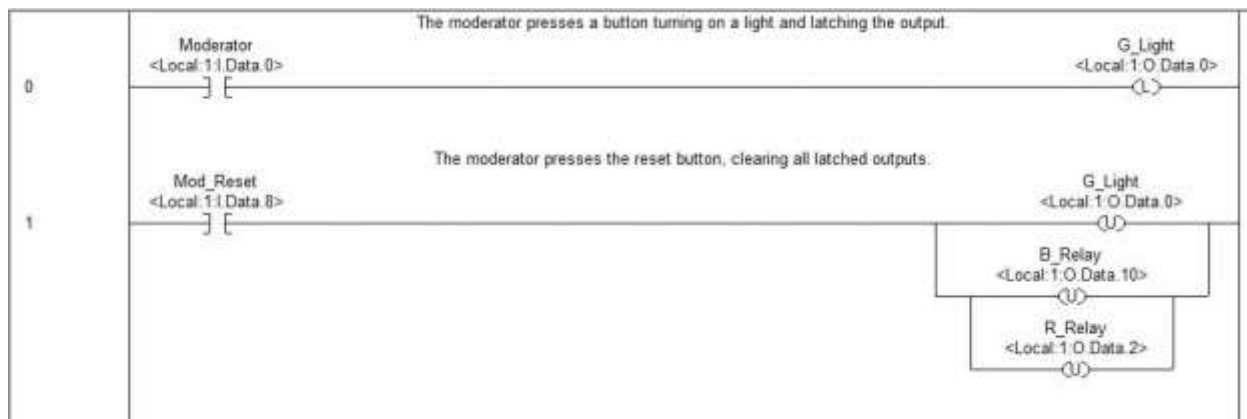 The moderator presses a button turning on a light and latching the output.
Moderator
<Local:1:I.Data.0>
G_Light
<Local:1:O.Data.0>
0
L
The moderator presses the reset button, clearing all latched outputs.
Mod_Reset
<Local:1:I.Data.8>
G_Light
<Local:1:O.Data.0>
1
U
B_Relay
<Local:1:O.Data.10>
U
R_Relay
<Local:1:O.Data.2>
U